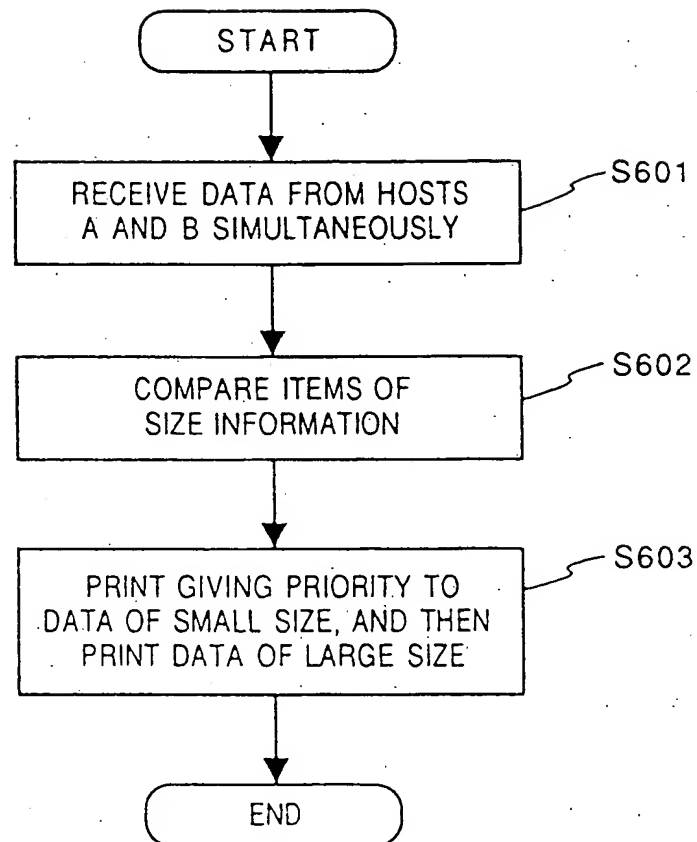 START
RECEIVE DATA FROM HOSTS
A AND B SIMULTANEOUSLY
S601
COMPARE ITEMS OF
SIZE INFORMATION
S602
PRINT GIVING PRIORITY TO
DATA OF SMALL SIZE, AND THEN
PRINT DATA OF LARGE SIZE
S603
END